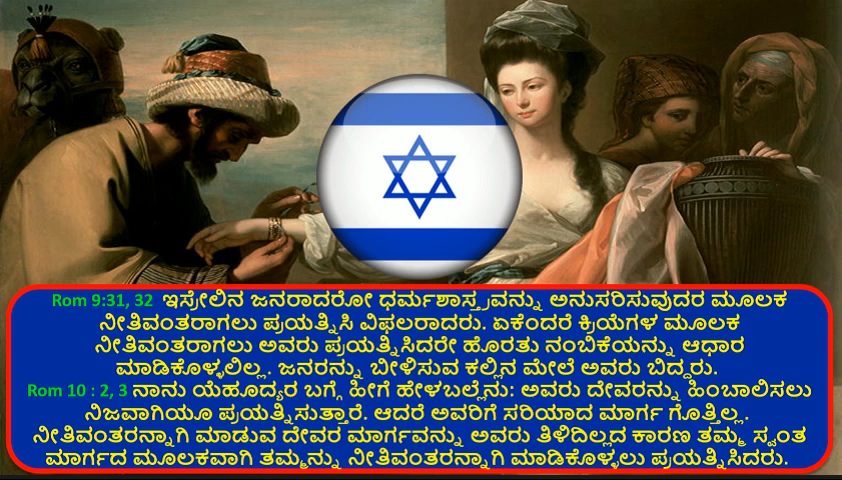 Rom 9:31, 32 ಇಸ್ರೇಲಿನ ಜನರಾದರೋ ಧರ್ಮಶಾಸ್ತ್ರವನ್ನು ಅನುಸರಿಸುವುದರ ಮೂಲಕ
ನೀತಿವಂತರಾಗಲು ಪ್ರಯತ್ನಿಸಿ ವಿಫಲರಾದರು. ಏಕೆಂದರೆ ಕ್ರಿಯೆಗಳ ಮೂಲಕ
ನೀತಿವಂತರಾಗಲು ಅವರು ಪ್ರಯತ್ನಿಸಿದರೇ ಹೊರತು ನಂಬಿಕೆಯನ್ನು ಆಧಾರ
ಮಾಡಿಕೊಳ್ಳಲಿಲ್ಲ. ಜನರನ್ನು ಬೀಳಿಸುವ ಕಲ್ಲಿನ ಮೇಲೆ ಅವರು ಬಿದ್ದರು.
Rom 10 : 2, 3 ನಾನು ಯೆಹೂದ್ಯರ ಬಗ್ಗೆ ಹೀಗೆ ಹೇಳಬಲ್ಲೆನು: ಅವರು ದೇವರನ್ನು ಹಿಂಬಾಲಿಸಲು
ನಿಜವಾಗಿಯೂ ಪ್ರಯತ್ನಿಸುತ್ತಾರೆ. ಆದರೆ ಅವರಿಗೆ ಸರಿಯಾದ ಮಾರ್ಗ ಗೊತ್ತಿಲ್ಲ.
ನೀತಿವಂತರನ್ನಾಗಿ ಮಾಡುವ ದೇವರ ಮಾರ್ಗವನ್ನು ಅವರು ತಿಳಿದಿಲ್ಲದ ಕಾರಣ ತಮ್ಮ ಸ್ವಂತ
ಮಾರ್ಗದ ಮೂಲಕವಾಗಿ ತಮ್ಮನ್ನು ನೀತಿವಂತರನ್ನಾಗಿ ಮಾಡಿಕೊಳ್ಳಲು ಪ್ರಯತ್ನಿಸಿದರು.